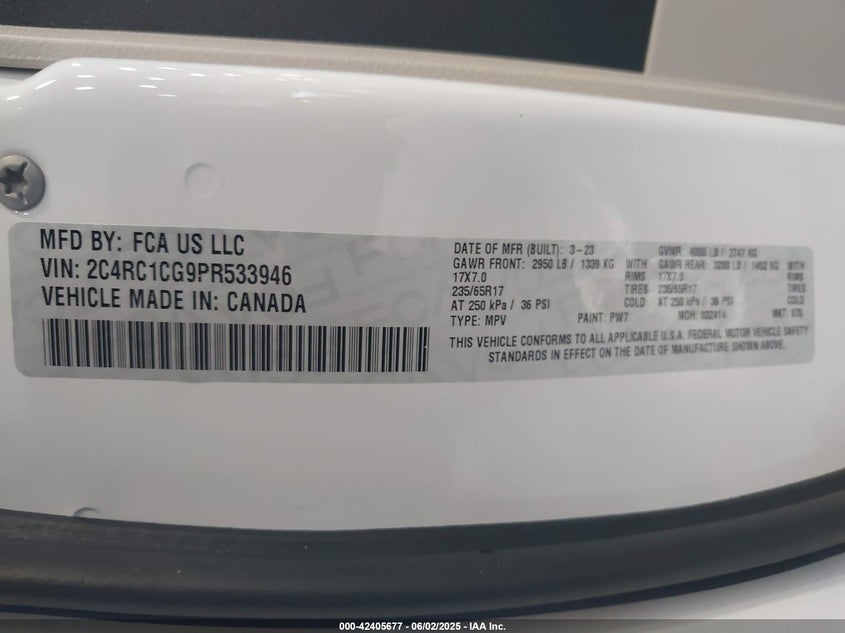 MFD BY: FCA US LLC
VIN: 2C4RC1CG9PR533946
VEHICLE MADE IN: CANADA
DATE OF MFR (BUILT): 3-23 GVWR: 6055 LB / 2747 KG
GAWR FRONT: 2950 LB / 1339 KG WITH GAWR REAR: 3200 LB / 1452 KG WITH
17X7.0 RIMS 17X7.0 RIMS
235/65R17 TIRES 235/65R17 TIRES
AT 250 kPa / 36 PSI COLD AT 250 kPa / 36 PSI COLD
TYPE: MPV PAINT: PW7 MDH: MKT:
THIS VEHICLE CONFORMS TO ALL APPLICABLE U.S.A. FEDERAL MOTOR VEHICLE SAFETY
STANDARDS IN EFFECT ON THE DATE OF MANUFACTURE SHOWN ABOVE.
000-42405677 - 06/02/2025 - IAA Inc.